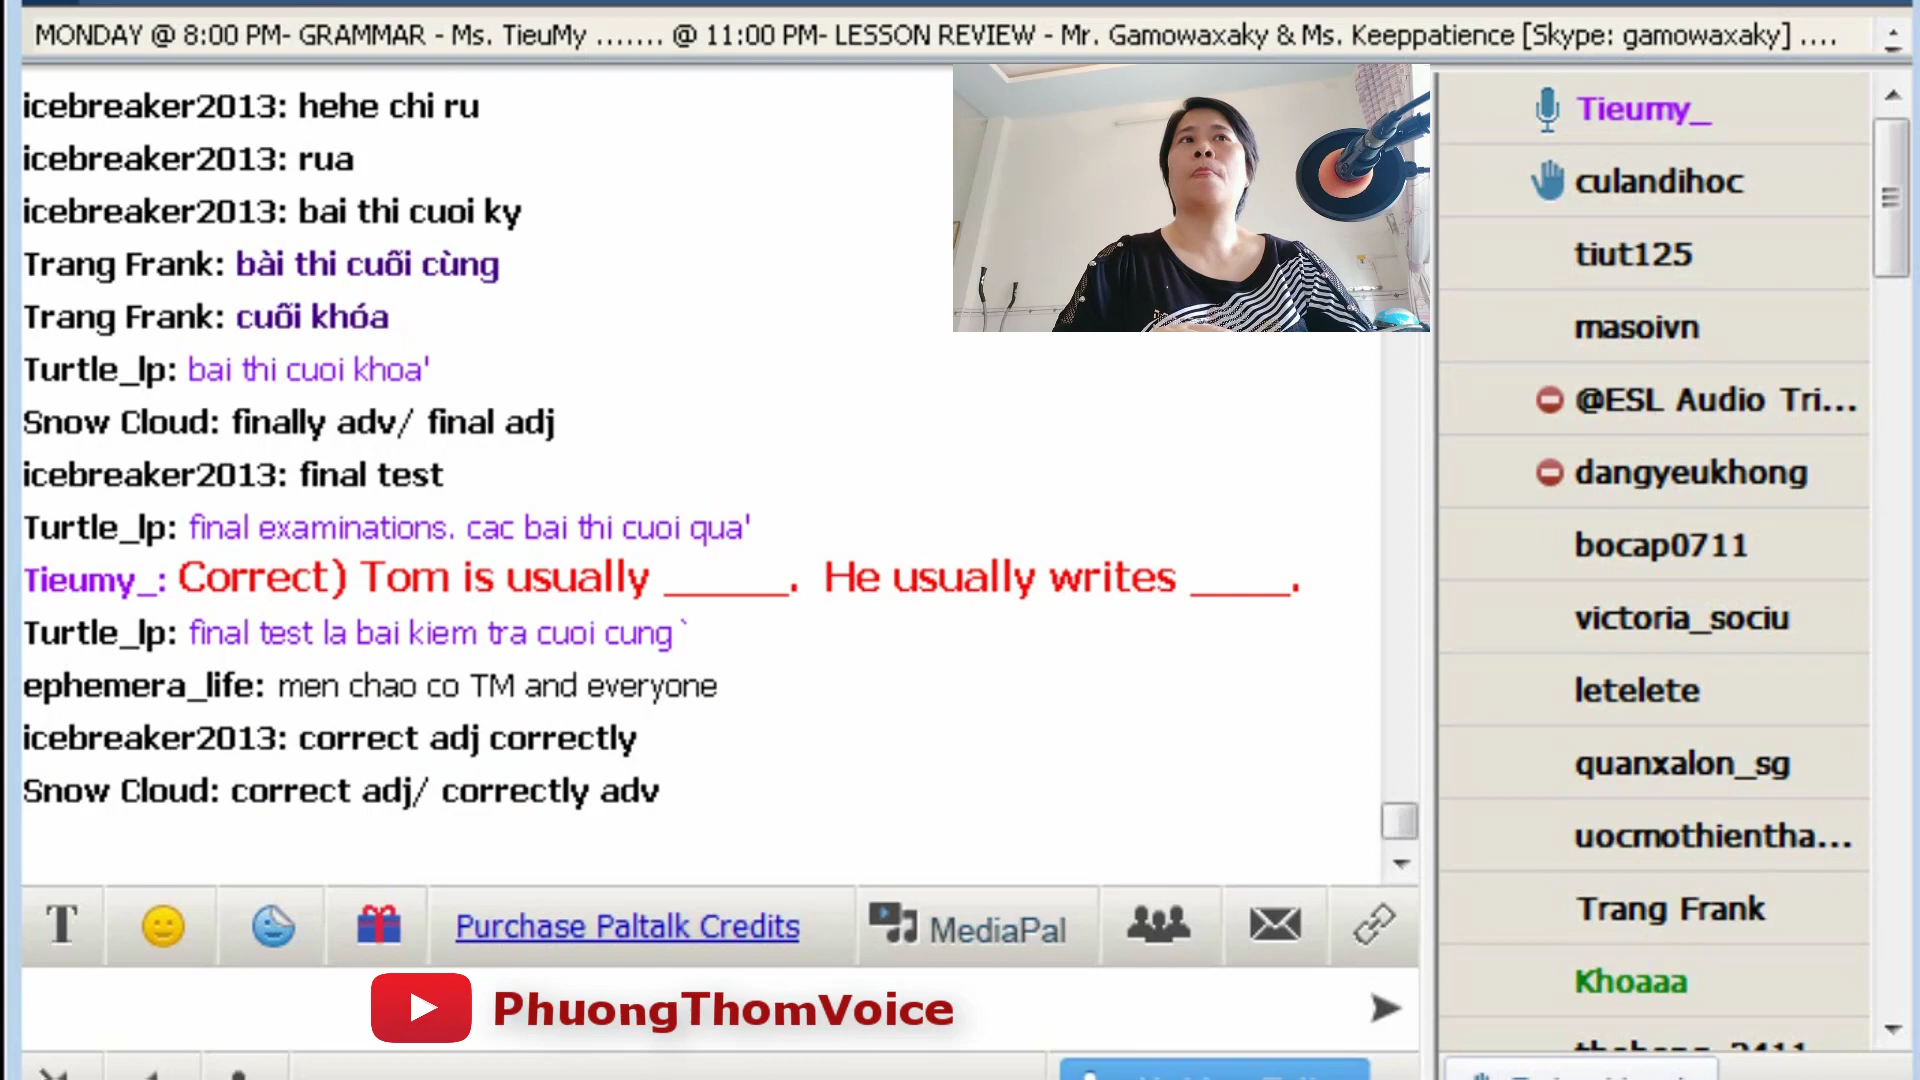 MONDAY @ 8:00 PM- GRAMMAR - Ms. TieuMy ....... @ 11:00 PM- LESSON REVIEW - Mr. Gamowaxaky & Ms. Keeppatience [Skype: gamowaxaky] ....
icebreaker2013: hehe chi ru
icebreaker2013: rua
icebreaker2013: bai thi cuoi ky
Trang Frank: bài thi cuối cùng
Trang Frank: cuối khóa
Turtle_lp: bai thi cuoi khoa'
Snow Cloud: finally adv/ final adj
icebreaker2013: final test
Turtle_lp: final examinations. cac bai thi cuoi qua'
Tieumy_: Correct) Tom is usually _____. He usually writes ____.
Turtle_lp: final test la bai kiem tra cuoi cung`
ephemera_life: men chao co TM and everyone
icebreaker2013: correct adj correctly
Snow Cloud: correct adj/ correctly adv
Tieumy_
culandihoc
tiut125
masoivn
@ESL Audio Tri...
dangyeukhong
bocap0711
victoria_sociu
letelete
quanxalon_sg
uocmothientha...
Trang Frank
Khoaaa
T
Purchase Paltalk Credits
MediaPal
PhuongThomVoice